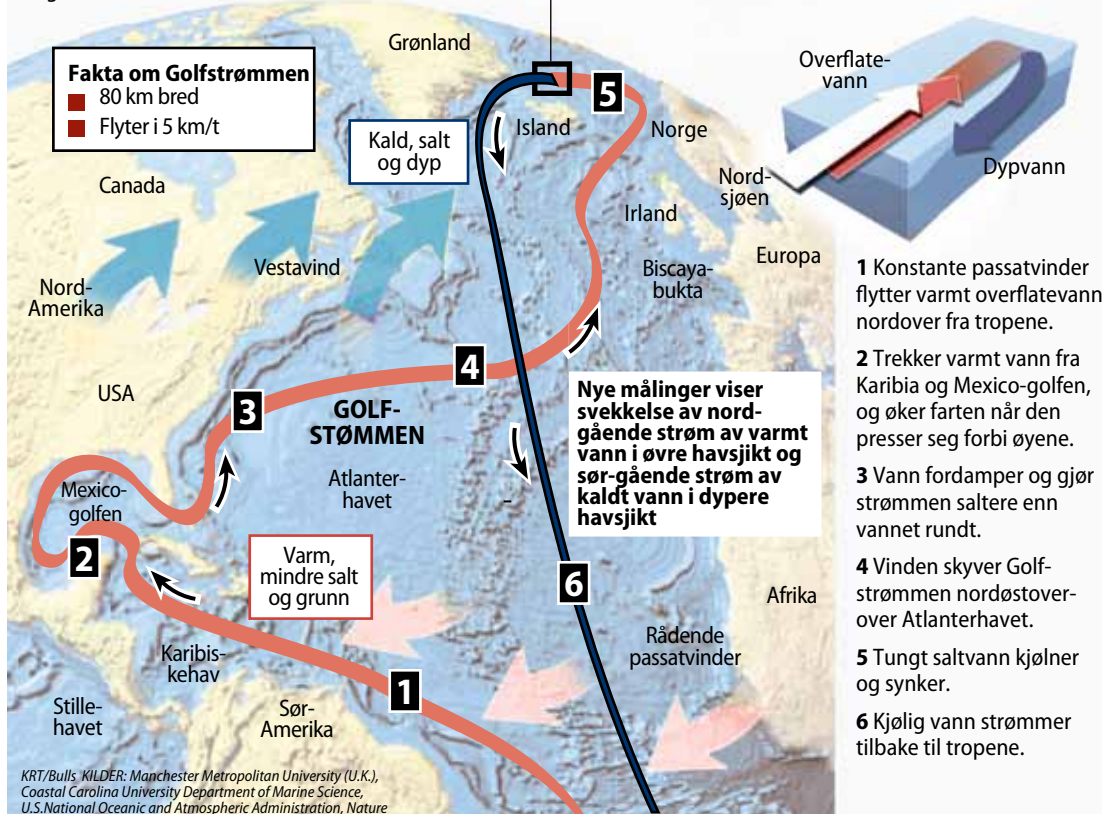 Grønland
Fakta om Golfstrømmen
80 km bred
Flyter i 5 km/t
Kald, salt
og dyp
Island
5
Norge
Canada
Nord-
sjøen
Irland
Vestavind
Nord-
Amerika
Biscaya-
bukta
Europa
USA
4
3
GOLF-
STØMMEN
Atlanter-
havet
Nye målinger viser
svekkelse av nord-
gående strøm av varmt
vann i øvre havsjikt og
sør-gående strøm av
kaldt vann i dypere
havsjikt
Mexico-
golfen
2
Varm,
mindre salt
og grunn
6
Afrika
Rådende
passatvinder
Karibis-
kehav
1
Stille-
havet
Sør-
Amerika
KRT/Bulls KILDER: Manchester Metropolitan University (U.K.),
Coastal Carolina University Department of Marine Science,
U.S.National Oceanic and Atmospheric Administration, Nature
Overflate-
vann
Dypvann
1 Konstante passatvinder
flytter varmt overflatevann
nordover fra tropene.
2 Trekker varmt vann fra
Karibia og Mexico-golfen,
og øker farten når den
presser seg forbi øyene.
3 Vann fordamper og gjør
strømmen saltere enn
vannet rundt.
4 Vinden skyver Golf-
strømmen nordøstover-
over Atlanterhavet.
5 Tungt saltvann kjølner
og synker.
6 Kjølig vann strømmer
tilbake til tropene.